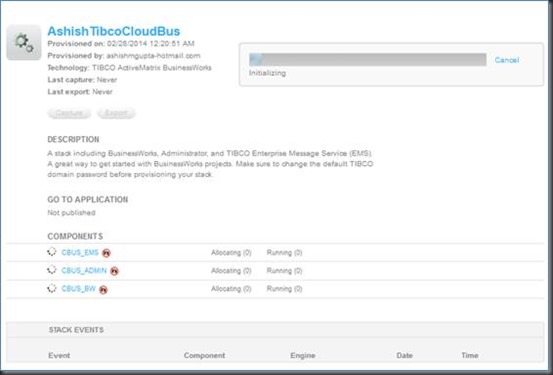 AshishTibcoCloudBus
Provisioned on: 02/28/2014 12:20:51 AM
Provisioned by: ashishmgupta-hotmail.com
Technology: TIBCO ActiveMatrix BusinessWorks
Last capture: Never
Last export: Never
Capture Export
Cancel
Initializing
DESCRIPTION
A stack including BusinessWorks, Administrator, and TIBCO Enterprise Message Service (EMS).
A great way to get started with BusinessWorks projects. Make sure to change the default TIBCO
domain password before provisioning your stack
GO TO APPLICATION
Not published
COMPONENTS
CBUS_EMS Allocating (0) Running (0)
CBUS_ADMIN Allocating (0) Running (0)
CBUS_BW Allocating (0) Running (0)
STACK EVENTS
Event Component Engine Date Time